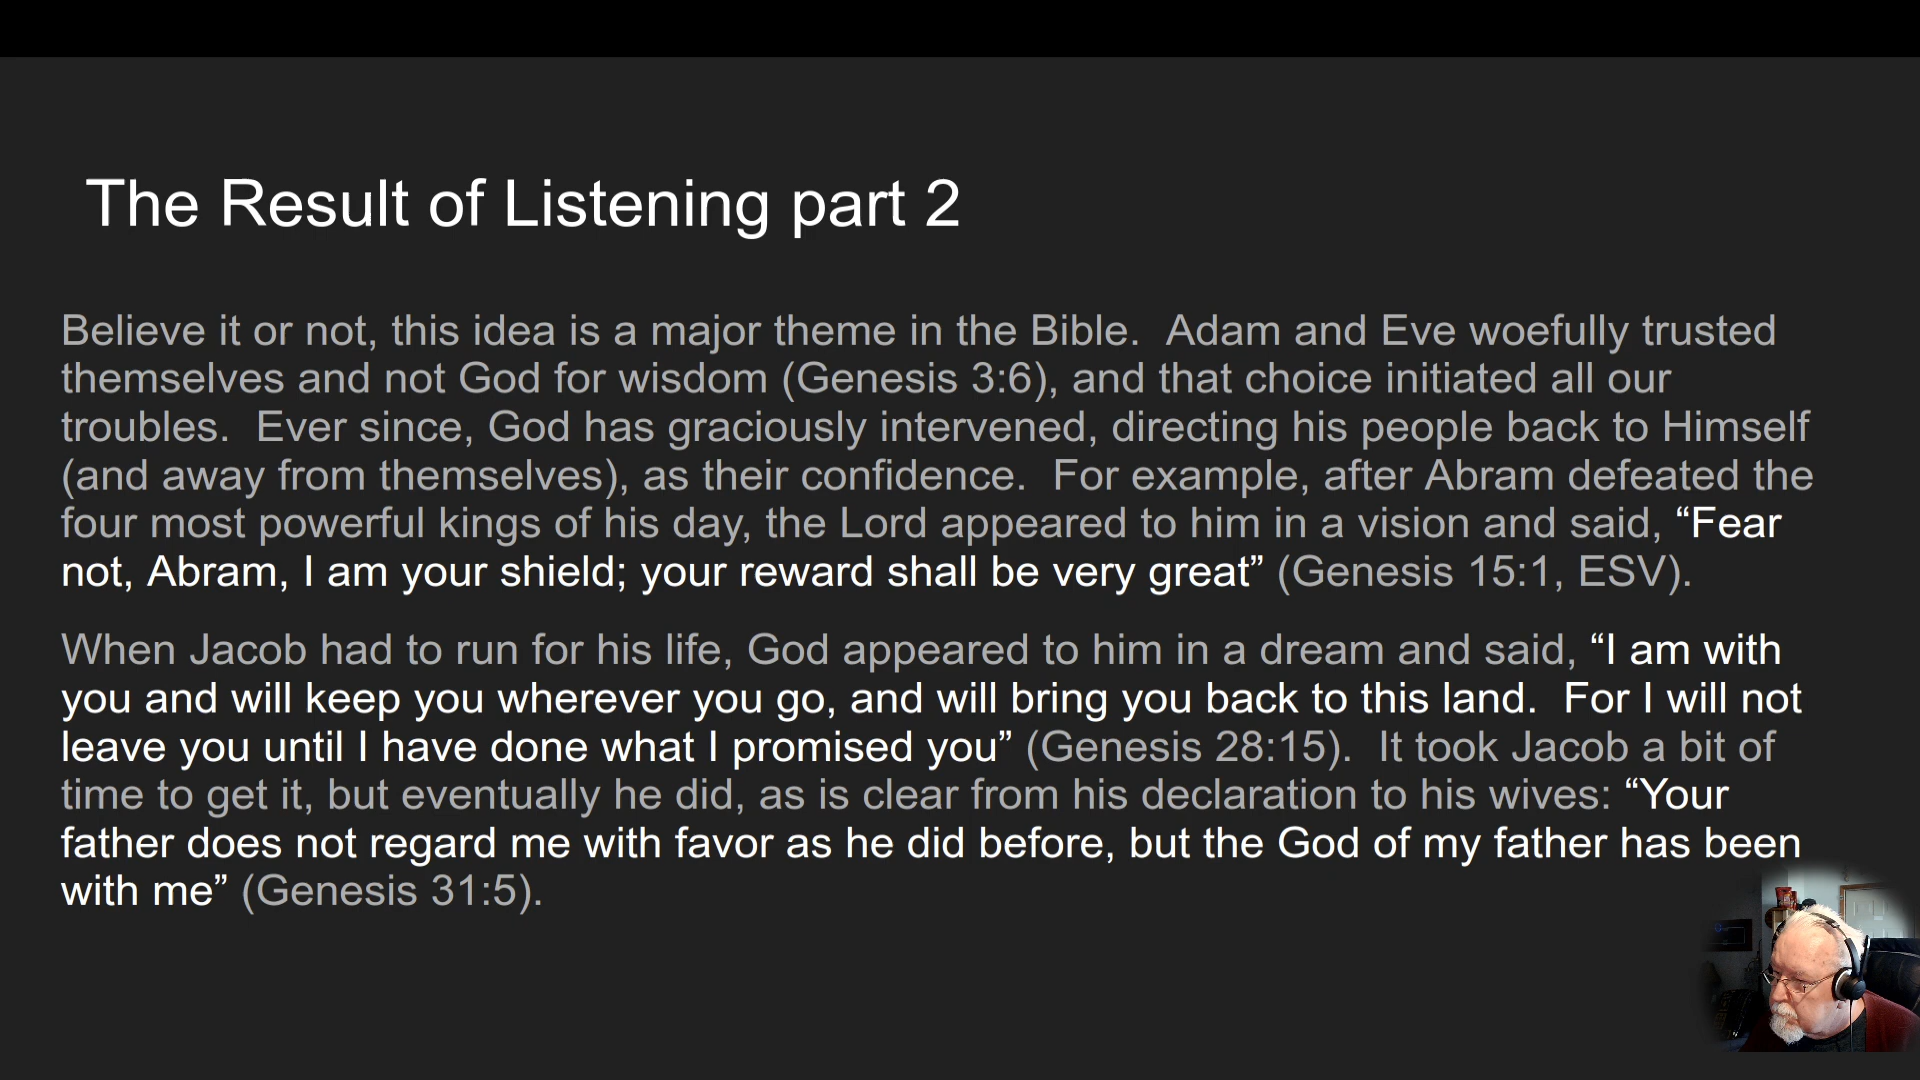 The Result of Listening part 2
Believe it or not, this idea is a major theme in the Bible.  Adam and Eve woefully trusted
themselves and not God for wisdom (Genesis 3:6), and that choice initiated all our
troubles.  Ever since, God has graciously intervened, directing his people back to Himself
(and away from themselves), as their confidence.  For example, after Abram defeated the
four most powerful kings of his day, the Lord appeared to him in a vision and said, “Fear
not, Abram, I am your shield; your reward shall be very great” (Genesis 15:1, ESV).
When Jacob had to run for his life, God appeared to him in a dream and said, “I am with
you and will keep you wherever you go, and will bring you back to this land.  For I will not
leave you until I have done what I promised you” (Genesis 28:15).  It took Jacob a bit of
time to get it, but eventually he did, as is clear from his declaration to his wives: “Your
father does not regard me with favor as he did before, but the God of my father has been
with me” (Genesis 31:5).